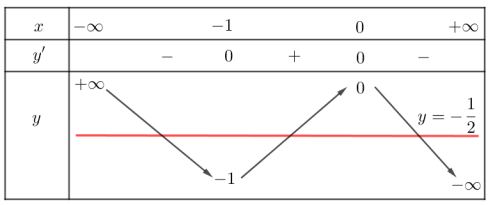 x −∞ −1 0 +∞
y′ − 0 + 0 −
+∞ 0
y y = −1/2
−1 −∞